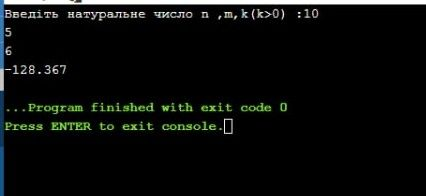 Введіть натуральне число n ,m,k(k>0) :10
5
6
-128.367
...Program finished with exit code 0
Press ENTER to exit console.